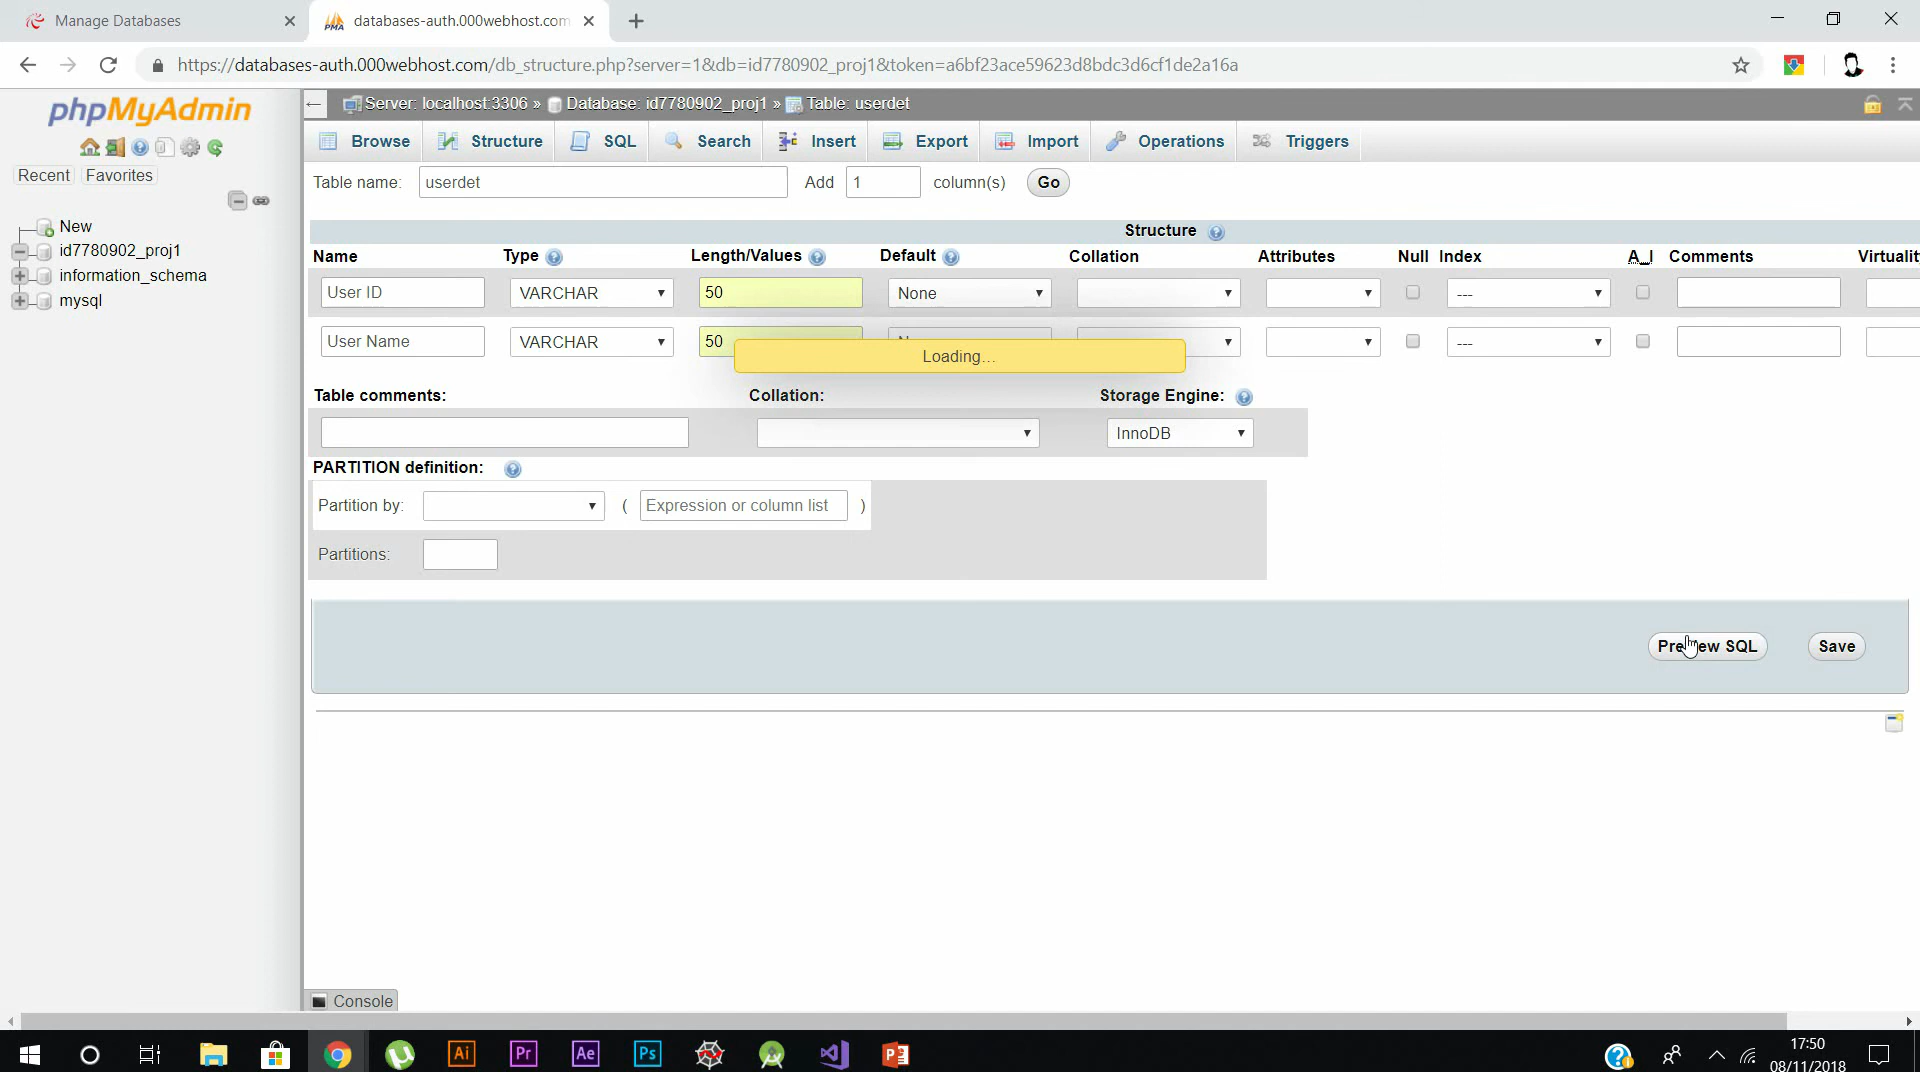 Manage Databases
databases-auth.000webhost.com
https://databases-auth.000webhost.com/db_structure.php?server=1&db=id7780902_proj1&token=a6bf23ace59623d8bdc3d6cf1de2a16a
phpMyAdmin
Recent Favorites
New
id7780902_proj1
information_schema
mysql
Server: localhost:3306 » Database: id7780902_proj1 » Table: userdet
Browse Structure SQL Search Insert Export Import Operations Triggers
Table name: userdet Add 1 column(s) Go
Structure
Name Type Length/Values Default Collation Attributes Null Index A_I Comments Virtualit
User ID VARCHAR 50 None ---
User Name VARCHAR 50 ---
Loading...
Table comments: Collation: Storage Engine:
InnoDB
PARTITION definition:
Partition by: ( Expression or column list )
Partitions:
Preview SQL Save
Console
Ai Pr Ae Ps
17:50
08/11/2018